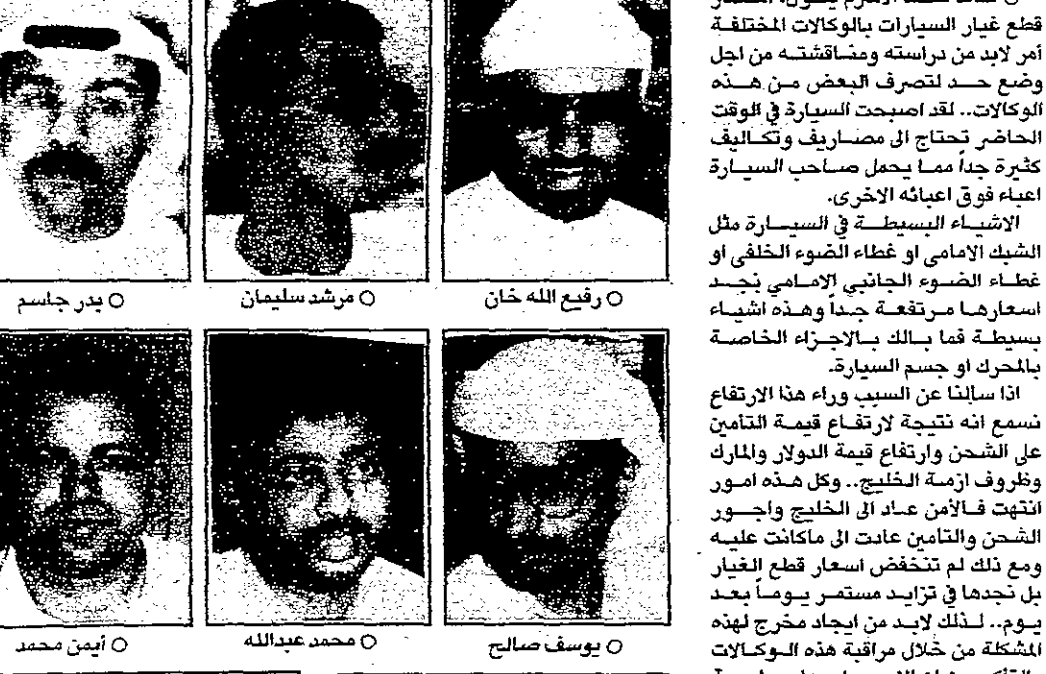 قطع غيار السيارات بالوكالات المختلفة
أمر لابد من دراسته ومناقشته من اجل
وضع حد لتصرف البعض من هذه
الوكالات.. لقد اصبحت السيارة في الوقت
الحاضر تحتاج الى مصاريف وتكاليف
كثيرة جداً مما يحمل صاحب السيارة
اعباء فوق اعبائه الاخرى.
الاشياء البسيطة في السيارة مثل
الشبك الامامي او غطاء الضوء الخلفي او
غطاء الضوء الجانبي الامامي نجد
اسعارها مرتفعة جداً وهذه اشياء
بسيطة فما بالك بالاجزاء الخاصة
بالمحرك او جسم السيارة.
اذا سألنا عن السبب وراء هذا الارتفاع
نسمع انه نتيجة لارتفاع قيمة التأمين
على الشحن وارتفاع قيمة الدولار والمارك
وظروف ازمة الخليج.. وكل هذه امور
انتهت فالأمن عاد الى الخليج واجور
الشحن والتأمين عادت الى ماكانت عليه
ومع ذلك لم تنخفض اسعار قطع الغيار
بل نجدها في تزايد مستمر يوماً بعد
يوم.. لذلك لابد من ايجاد مخرج لهذه
المشكلة من خلال مراقبة هذه الوكالات
رفيع الله خان
مرشد سليمان
بدر جاسم
يوسف صالح
محمد عبدالله
أيمن محمد